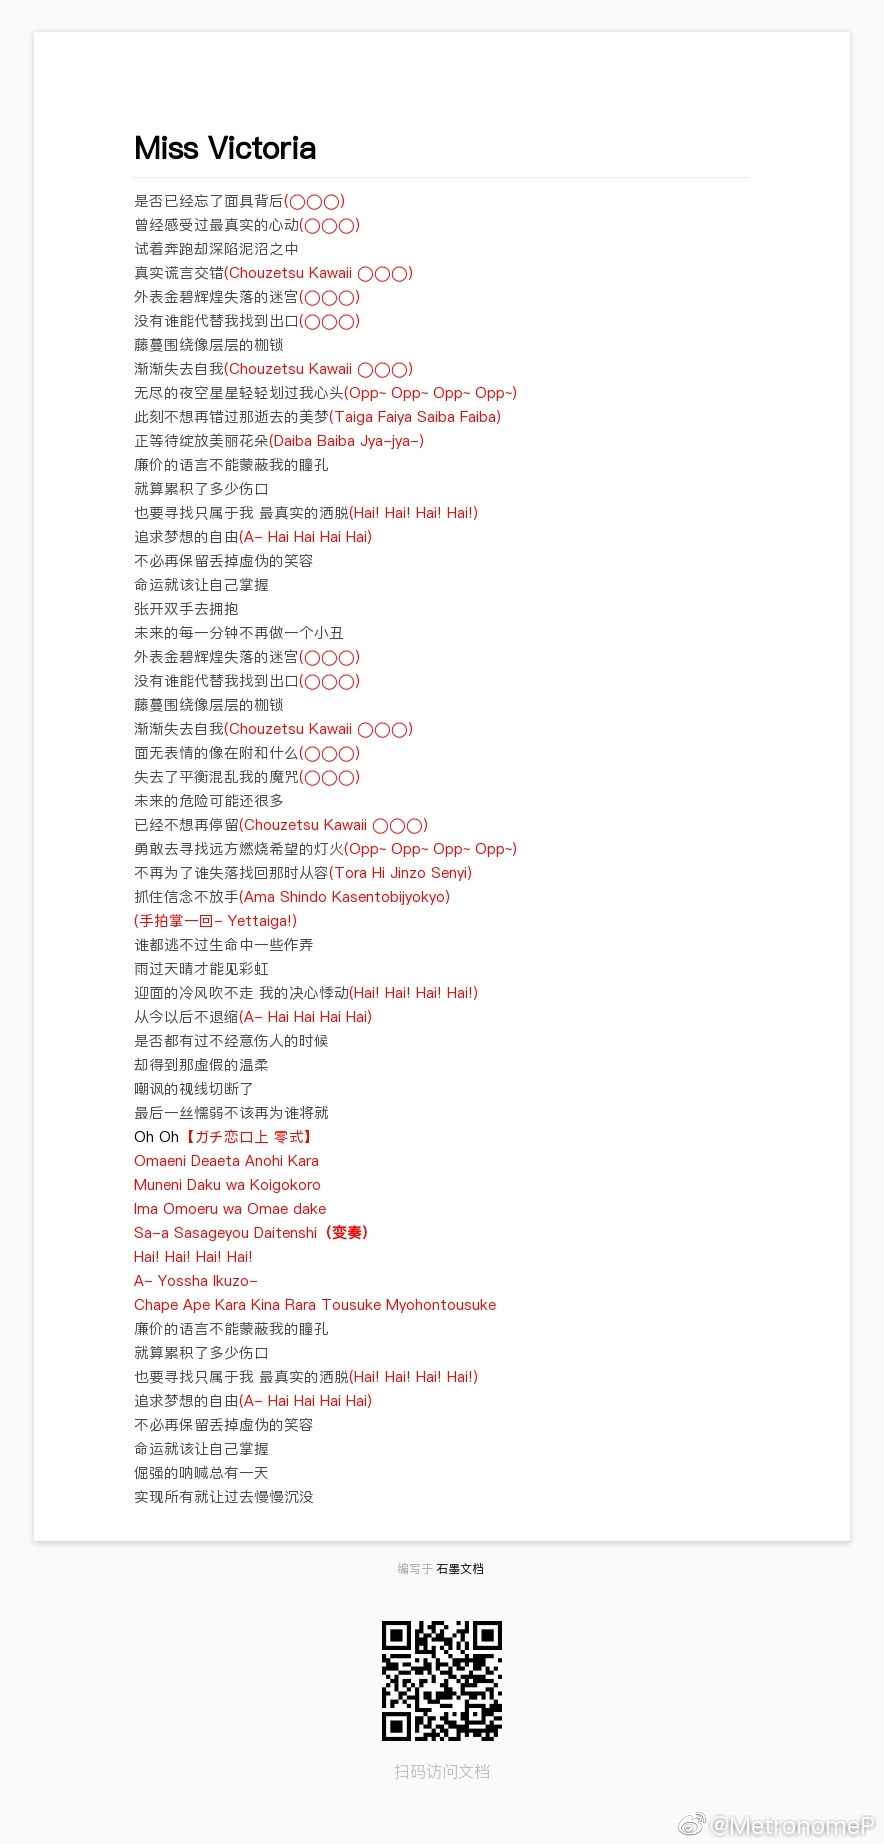 Miss Victoria
是否已经忘了面具背后(◯◯◯)
曾经感受过最真实的心动(◯◯◯)
试着奔跑却深陷泥沼之中
真实谎言交错(Chouzetsu Kawaii ◯◯◯)
外表金碧辉煌失落的迷宫(◯◯◯)
没有谁能代替我找到出口(◯◯◯)
藤蔓围绕像层层的枷锁
渐渐失去自我(Chouzetsu Kawaii ◯◯◯)
无尽的夜空星星轻轻划过我心头(Opp~ Opp~ Opp~ Opp~)
此刻不想再错过那逝去的美梦(Taiga Faiya Saiba Faiba)
正等待绽放美丽花朵(Daiba Baiba Jya-jya-)
廉价的语言不能蒙蔽我的瞳孔
就算累积了多少伤口
也要寻找只属于我 最真实的洒脱(Hai! Hai! Hai! Hai!)
追求梦想的自由(A- Hai Hai Hai Hai)
不必再保留丢掉虚伪的笑容
命运就该让自己掌握
张开双手去拥抱
未来的每一分钟不再做一个小丑
外表金碧辉煌失落的迷宫(◯◯◯)
没有谁能代替我找到出口(◯◯◯)
藤蔓围绕像层层的枷锁
渐渐失去自我(Chouzetsu Kawaii ◯◯◯)
面无表情的像在附和什么(◯◯◯)
失去了平衡混乱我的魔咒(◯◯◯)
未来的危险可能还很多
已经不想再停留(Chouzetsu Kawaii ◯◯◯)
勇敢去寻找远方燃烧希望的灯火(Opp~ Opp~ Opp~ Opp~)
不再为了谁失落找回那时从容(Tora Hi Jinzo Senyi)
抓住信念不放手(Ama Shindo Kasentobijyokyo)
(手拍掌一回- Yettaiga!)
谁都逃不过生命中一些作弄
雨过天晴才能见彩虹
迎面的冷风吹不走 我的决心悸动(Hai! Hai! Hai! Hai!)
从今以后不退缩(A- Hai Hai Hai Hai)
是否都有过不经意伤人的时候
却得到那虚假的温柔
嘲讽的视线切断了
最后一丝懦弱不该再为谁将就
Oh Oh【ガチ恋口上 零式】
Omaeni Deaeta Anohi Kara
Muneni Daku wa Koigokoro
Ima Omoeru wa Omae dake
Sa-a Sasageyou Daitenshi（变奏）
Hai! Hai! Hai! Hai!
A- Yossha Ikuzo-
Chape Ape Kara Kina Rara Tousuke Myohontousuke
廉价的语言不能蒙蔽我的瞳孔
就算累积了多少伤口
也要寻找只属于我 最真实的洒脱(Hai! Hai! Hai! Hai!)
追求梦想的自由(A- Hai Hai Hai Hai)
不必再保留丢掉虚伪的笑容
命运就该让自己掌握
倔强的呐喊总有一天
实现所有就让过去慢慢沉没
编写于 石墨文档
扫码访问文档
@MetronomeP